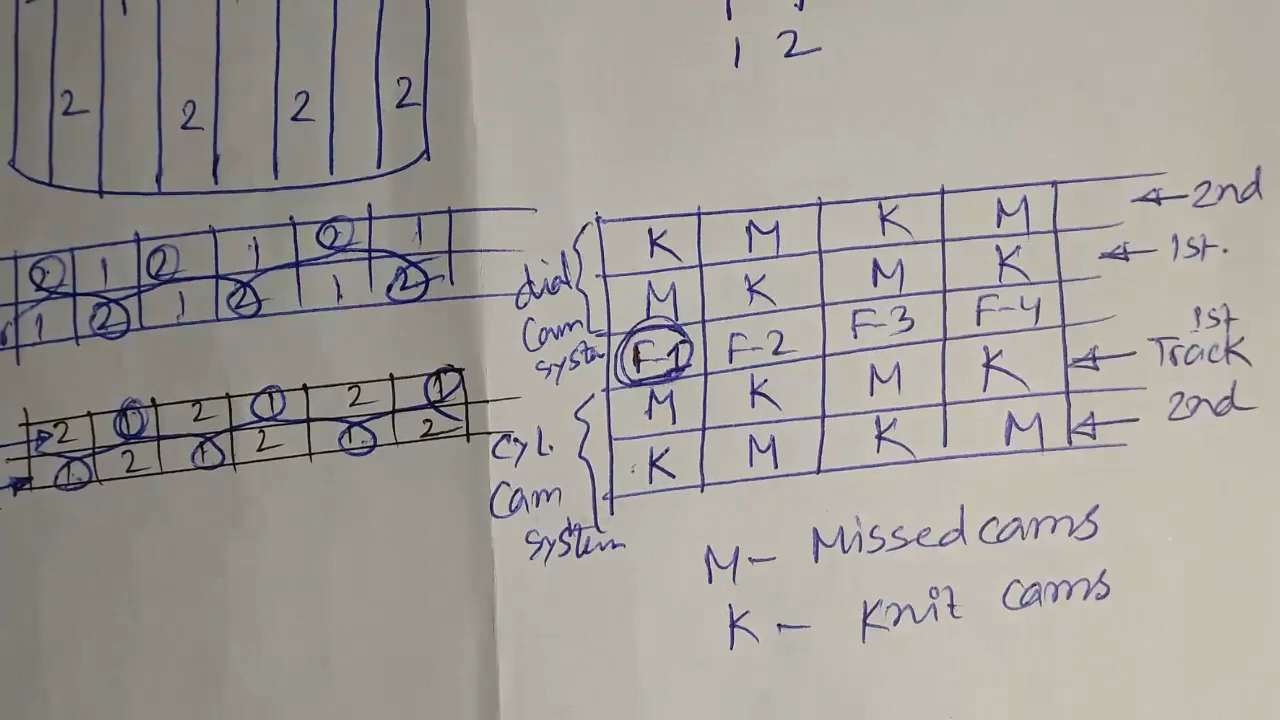 1 2
2 2 2 2
2 1 2 1 2 1
1 2 1 2 1 2
2 1 2 1 2 1
1 2 1 2 1 2
K M K M ← 2nd
M K M K ← 1st.
dial Cam system
F-1 F-2 F-3 F-4
M K M K ← 1st Track
K M K M ← 2nd
Cyl. Cam system
M - Missed cams
K - Knit cams